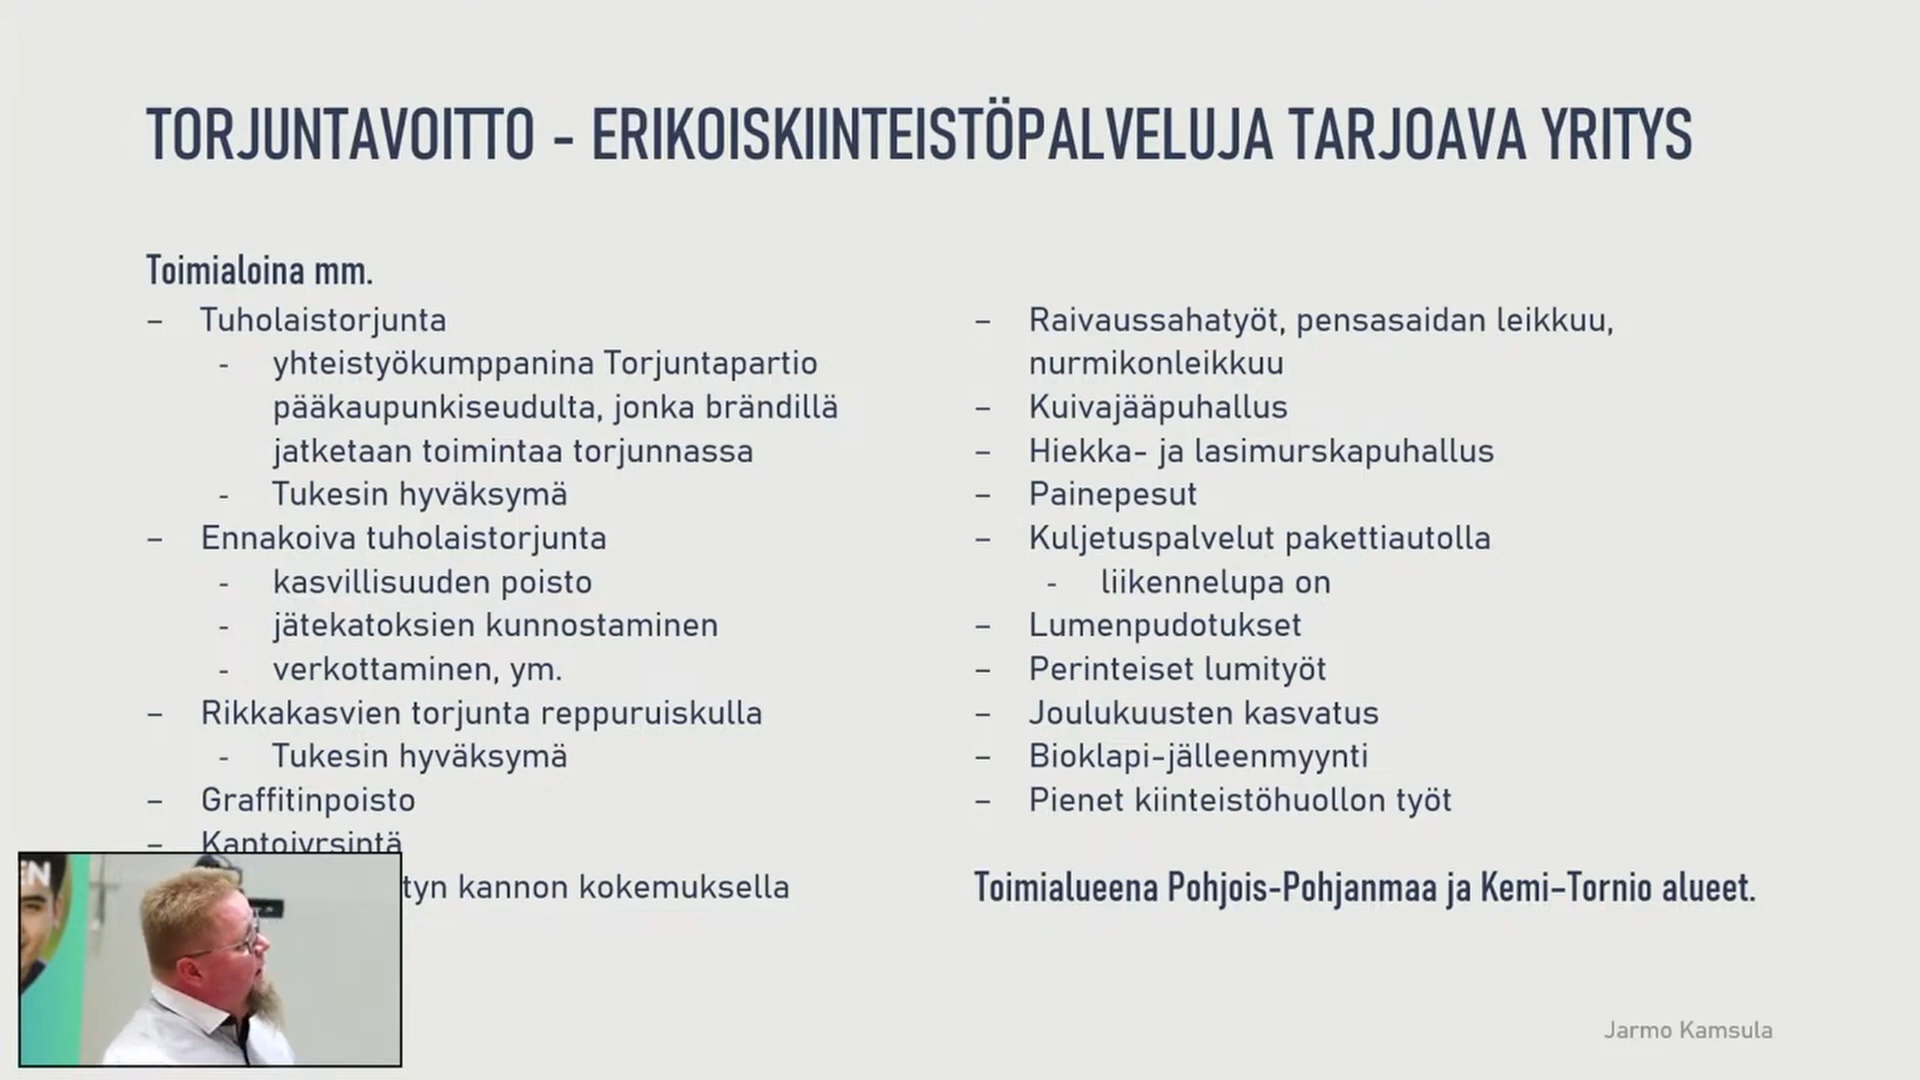 TORJUNTAVOITTO - ERIKOISKIINTEISTÖPALVELUJA TARJOAVA YRITYS
Toimialoina mm.
– Tuholaistorjunta
- yhteistyökumppanina Torjuntapartio
pääkaupunkiseudulta, jonka brändillä
jatketaan toimintaa torjunnassa
- Tukesin hyväksymä
– Ennakoiva tuholaistorjunta
- kasvillisuuden poisto
- jätekatoksien kunnostaminen
- verkottaminen, ym.
– Rikkakasvien torjunta reppuruiskulla
- Tukesin hyväksymä
– Graffitinpoisto
– Kantojyrsintä
kannon kokemuksella
– Raivaussahatyöt, pensasaidan leikkuu,
nurmikonleikkuu
– Kuivajääpuhallus
– Hiekka- ja lasimurskapuhallus
– Painepesut
– Kuljetuspalvelut pakettiautolla
- liikennelupa on
– Lumenpudotukset
– Perinteiset lumityöt
– Joulukuusten kasvatus
– Bioklapi-jälleenmyynti
– Pienet kiinteistöhuollon työt
Toimialueena Pohjois-Pohjanmaa ja Kemi-Tornio alueet.
Jarmo Kamsula